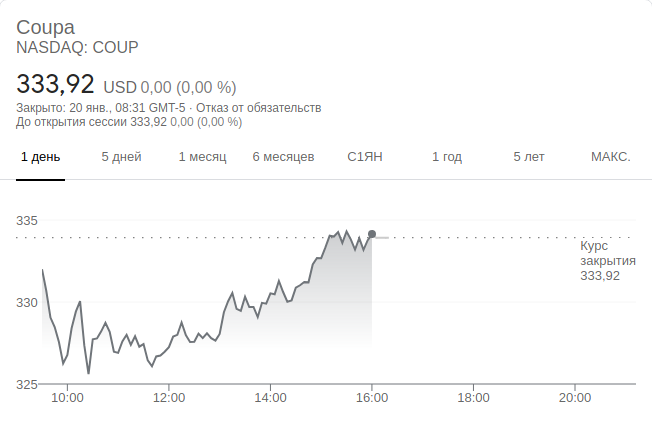 Coupa
NASDAQ: COUP
333,92 USD 0,00 (0,00 %)
Закрыто: 20 янв., 08:31 GMT-5 · Отказ от обязательств
До открытия сессии 333,92 0,00 (0,00 %)
1 день 5 дней 1 месяц 6 месяцев С1ЯН 1 год 5 лет МАКС.
335
Курс
закрытия
333,92
330
325
10:00 12:00 14:00 16:00 18:00 20:00